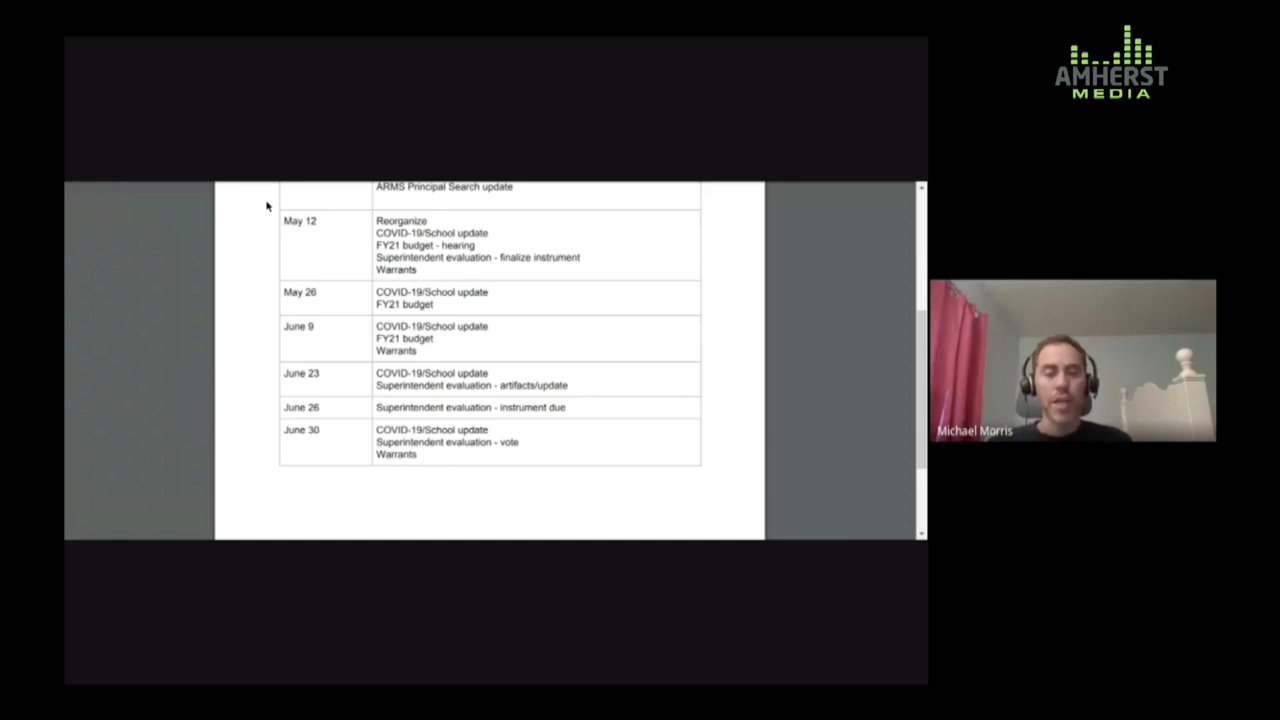 AMHERST
MEDIA
ARMS Principal Search update
May 12
Reorganize
COVID-19/School update
FY21 budget - hearing
Superintendent evaluation - finalize instrument
Warrants
May 26
COVID-19/School update
FY21 budget
June 9
COVID-19/School update
FY21 budget
Warrants
June 23
COVID-19/School update
Superintendent evaluation - artifacts/update
June 26
Superintendent evaluation - instrument due
June 30
COVID-19/School update
Superintendent evaluation - vote
Warrants
Michael Morris